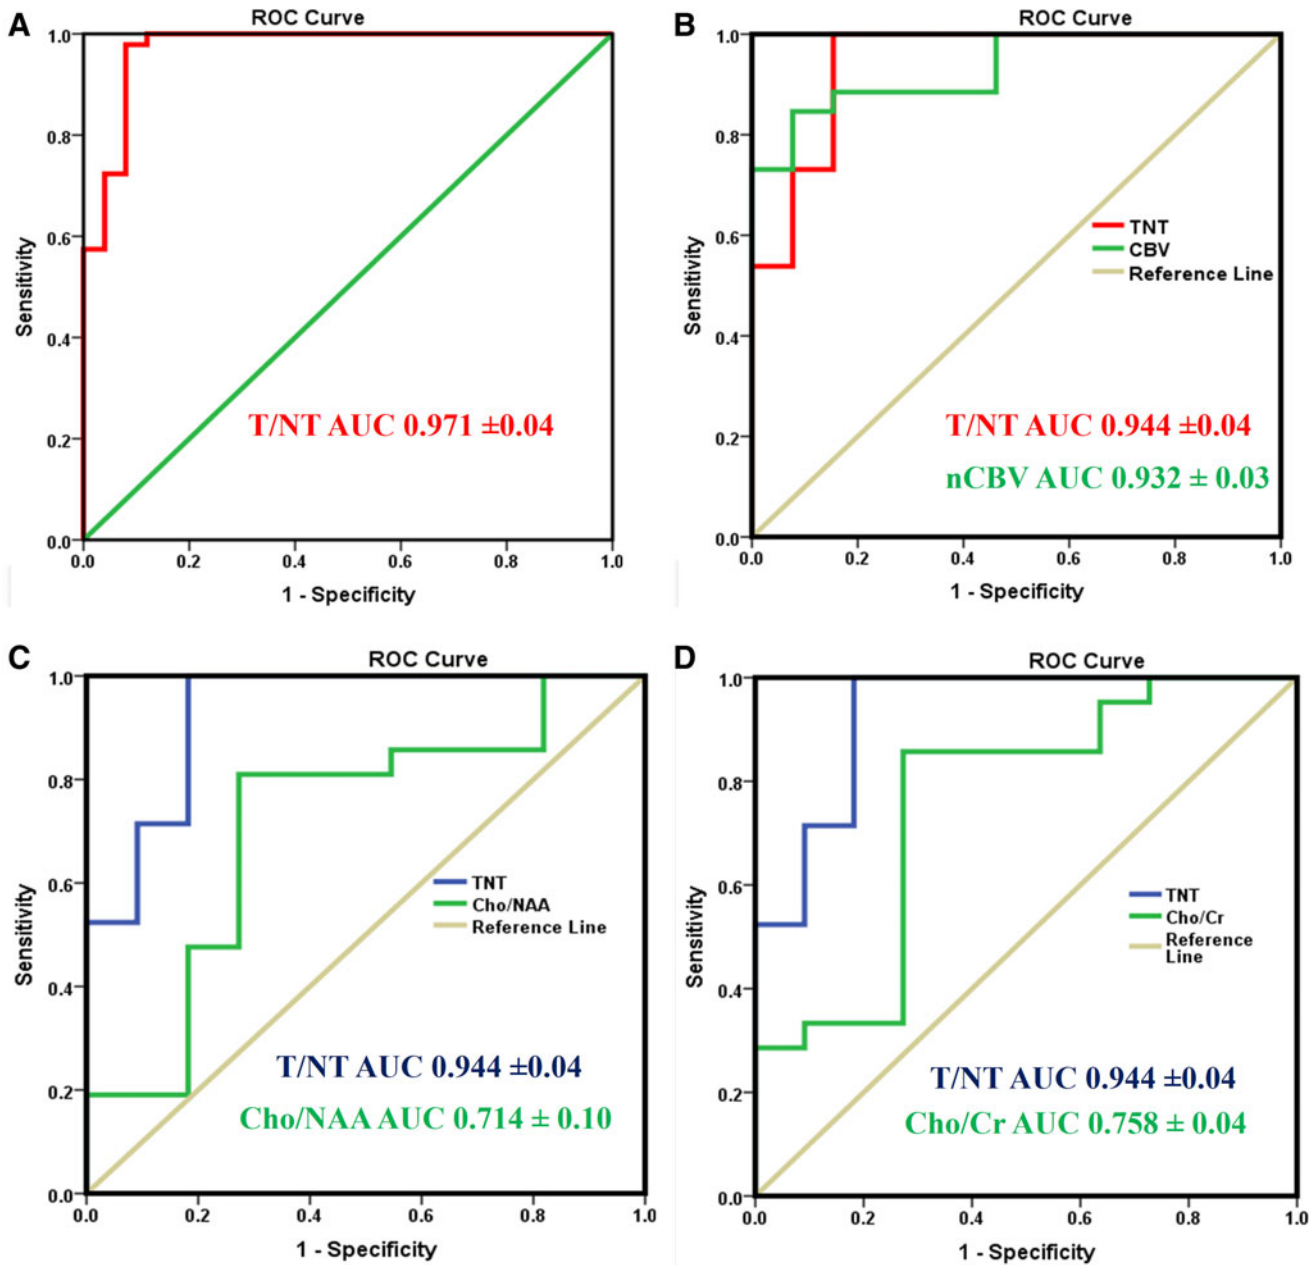 A
ROC Curve
1.0
0.8
0.6
0.4
0.2
0.0
Sensitivity
T/NT AUC 0.971 ±0.04
0.0 0.2 0.4 0.6 0.8 1.0
1 - Specificity
B
ROC Curve
1.0
0.8
0.6
0.4
0.2
0.0
Sensitivity
TNT
CBV
Reference Line
T/NT AUC 0.944 ±0.04
nCBV AUC 0.932 ± 0.03
0.0 0.2 0.4 0.6 0.8 1.0
1 - Specificity
C
ROC Curve
1.0
0.8
0.6
0.4
0.2
0.0
Sensitivity
TNT
Cho/NAA
Reference Line
T/NT AUC 0.944 ±0.04
Cho/NAA AUC 0.714 ± 0.10
0.0 0.2 0.4 0.6 0.8 1.0
1 - Specificity
D
ROC Curve
1.0
0.8
0.6
0.4
0.2
0.0
Sensitivity
TNT
Cho/Cr
Reference
Line
T/NT AUC 0.944 ±0.04
Cho/Cr AUC 0.758 ± 0.04
0.0 0.2 0.4 0.6 0.8 1.0
1 - Specificity